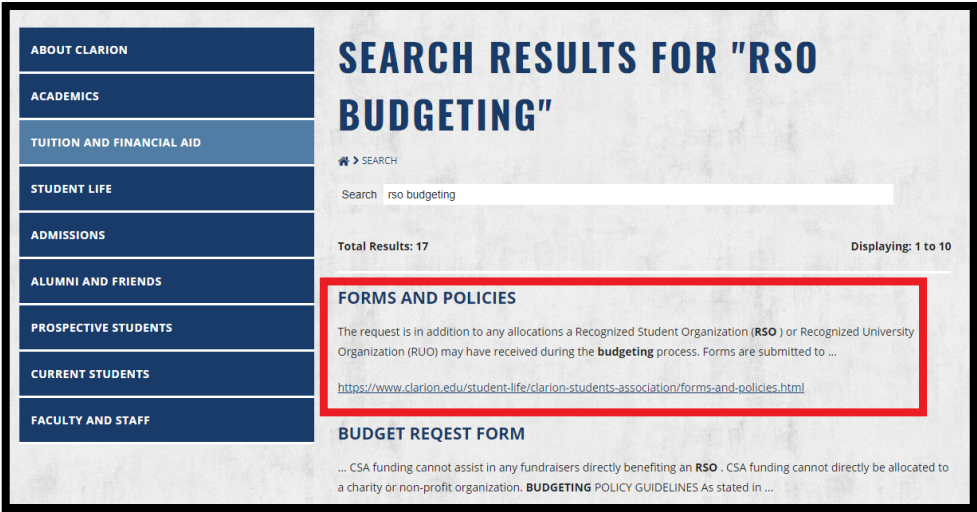 ABOUT CLARION
ACADEMICS
TUITION AND FINANCIAL AID
STUDENT LIFE
ADMISSIONS
ALUMNI AND FRIENDS
PROSPECTIVE STUDENTS
CURRENT STUDENTS
FACULTY AND STAFF
SEARCH RESULTS FOR "RSO
BUDGETING"
> SEARCH
Search rso budgeting
Total Results: 17 Displaying: 1 to 10
FORMS AND POLICIES
The request is in addition to any allocations a Recognized Student Organization (RSO ) or Recognized University
Organization (RUO) may have received during the budgeting process. Forms are submitted to ...
https://www.clarion.edu/student-life/clarion-students-association/forms-and-policies.html
BUDGET REQEST FORM
... CSA funding cannot assist in any fundraisers directly benefiting an RSO . CSA funding cannot directly be allocated to
a charity or non-profit organization. BUDGETING POLICY GUIDELINES As stated in ...